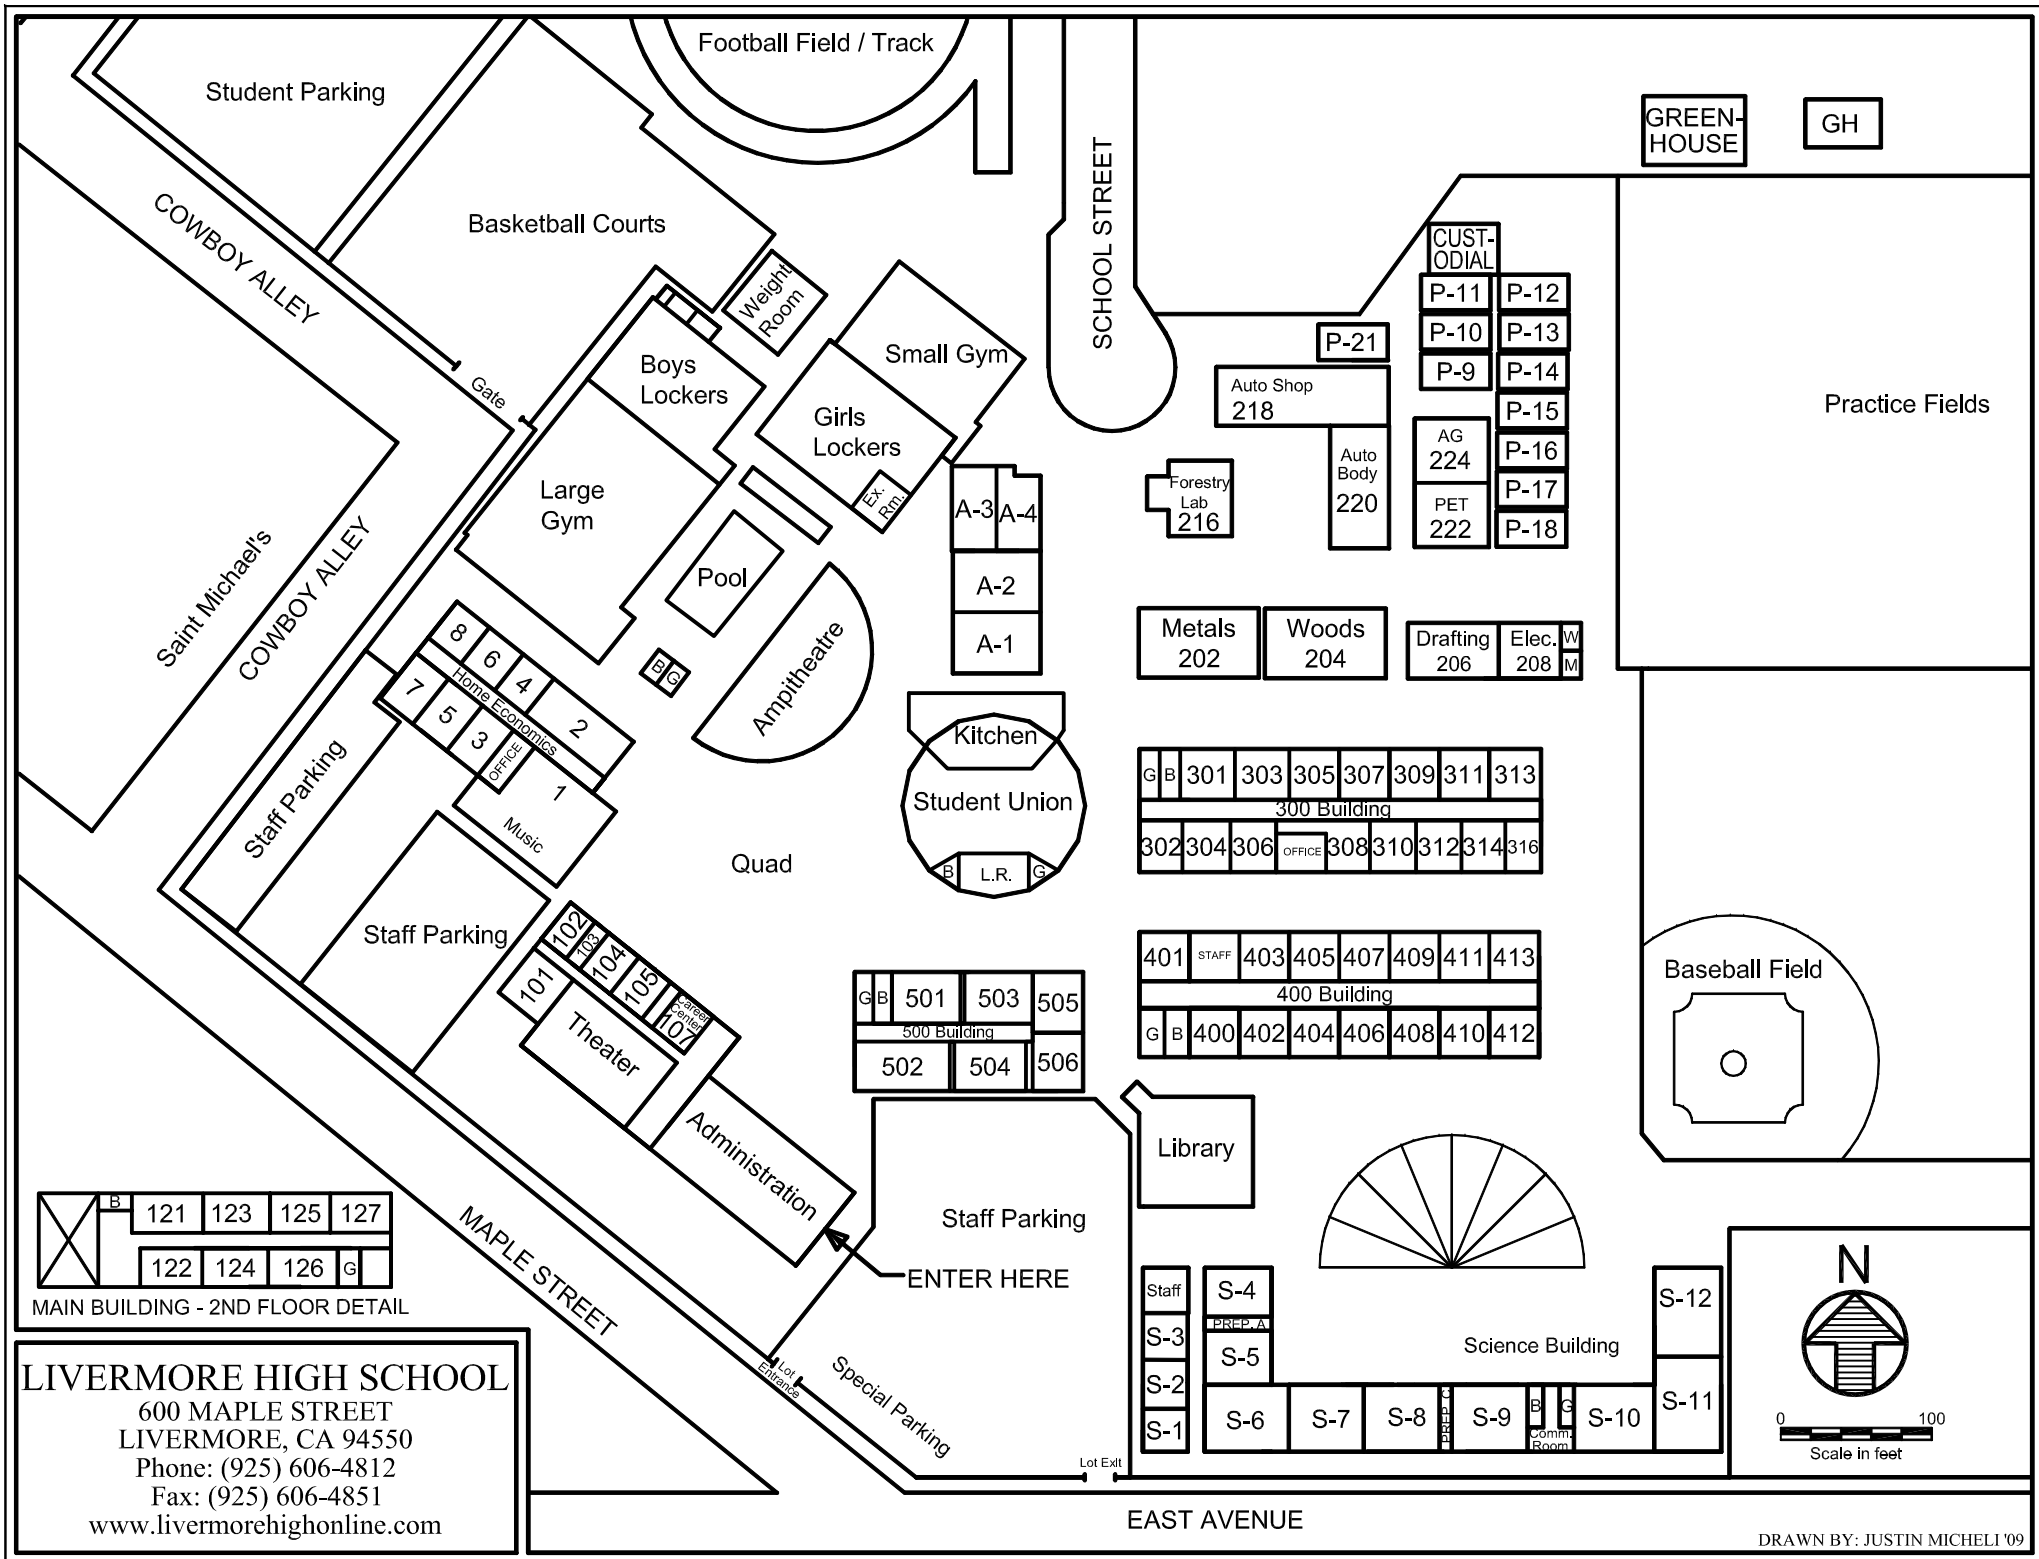 Football Field / Track
Student Parking
GREEN-
HOUSE
GH
COWBOY ALLEY
Basketball Courts
SCHOOL STREET
CUST-
ODIAL
Weight
Room
P-11
P-12
P-10
P-13
P-21
P-9
P-14
P-15
P-16
P-17
P-18
Small Gym
Boys
Lockers
Gate
Girls
Lockers
Ex.
Rm.
Auto Shop
218
Auto
Body
220
AG
224
PET
222
Practice Fields
Forestry
Lab
216
Large
Gym
A-3
A-4
A-2
A-1
Pool
Saint Michael's
COWBOY ALLEY
B
G
Ampitheatre
Metals
202
Woods
204
Drafting
206
Elec.
208
W
M
8
6
4
2
Home Economics
7
5
3
OFFICE
1
Music
Kitchen
Student Union
B
L.R.
G
Staff Parking
Quad
G
B
301
303
305
307
309
311
313
300 Building
302
304
306
OFFICE
308
310
312
314
316
Staff Parking
102
103
104
105
Career
Center
107
101
Theater
Administration
401
STAFF
403
405
407
409
411
413
400 Building
G
B
400
402
404
406
408
410
412
Baseball Field
G
B
501
503
505
500 Building
502
504
506
Library
Staff Parking
ENTER HERE
MAPLE STREET
B
121
123
125
127
122
124
126
G
MAIN BUILDING - 2ND FLOOR DETAIL
Staff
S-3
S-2
S-1
S-4
PREP. A
S-5
S-6
S-7
S-8
PREP. C
S-9
B
G
Comm.
Room
S-10
S-11
S-12
Science Building
N
0
100
Scale in feet
Lot
Entrance
Special Parking
Lot Exit
EAST AVENUE
LIVERMORE HIGH SCHOOL
600 MAPLE STREET
LIVERMORE, CA 94550
Phone: (925) 606-4812
Fax: (925) 606-4851
www.livermorehighonline.com
DRAWN BY: JUSTIN MICHELI '09